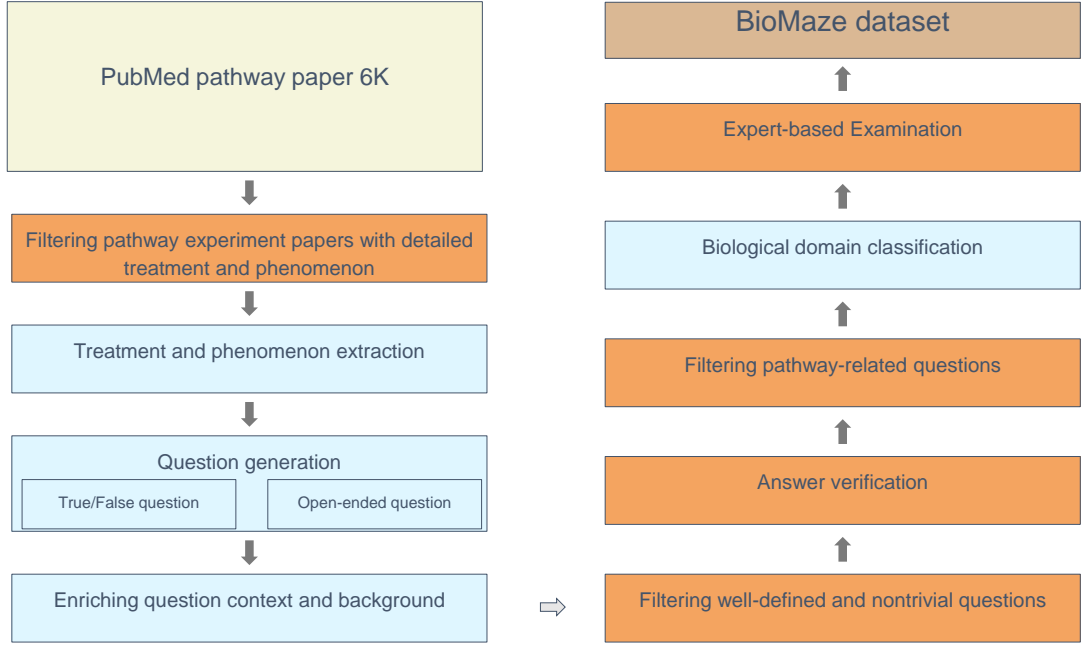 PubMed pathway paper 6K
Filtering pathway experiment papers with detailed
treatment and phenomenon
Treatment and phenomenon extraction
Question generation
True/False question
Open-ended question
Enriching question context and background
Filtering well-defined and nontrivial questions
Answer verification
Filtering pathway-related questions
Biological domain classification
Expert-based Examination
BioMaze dataset